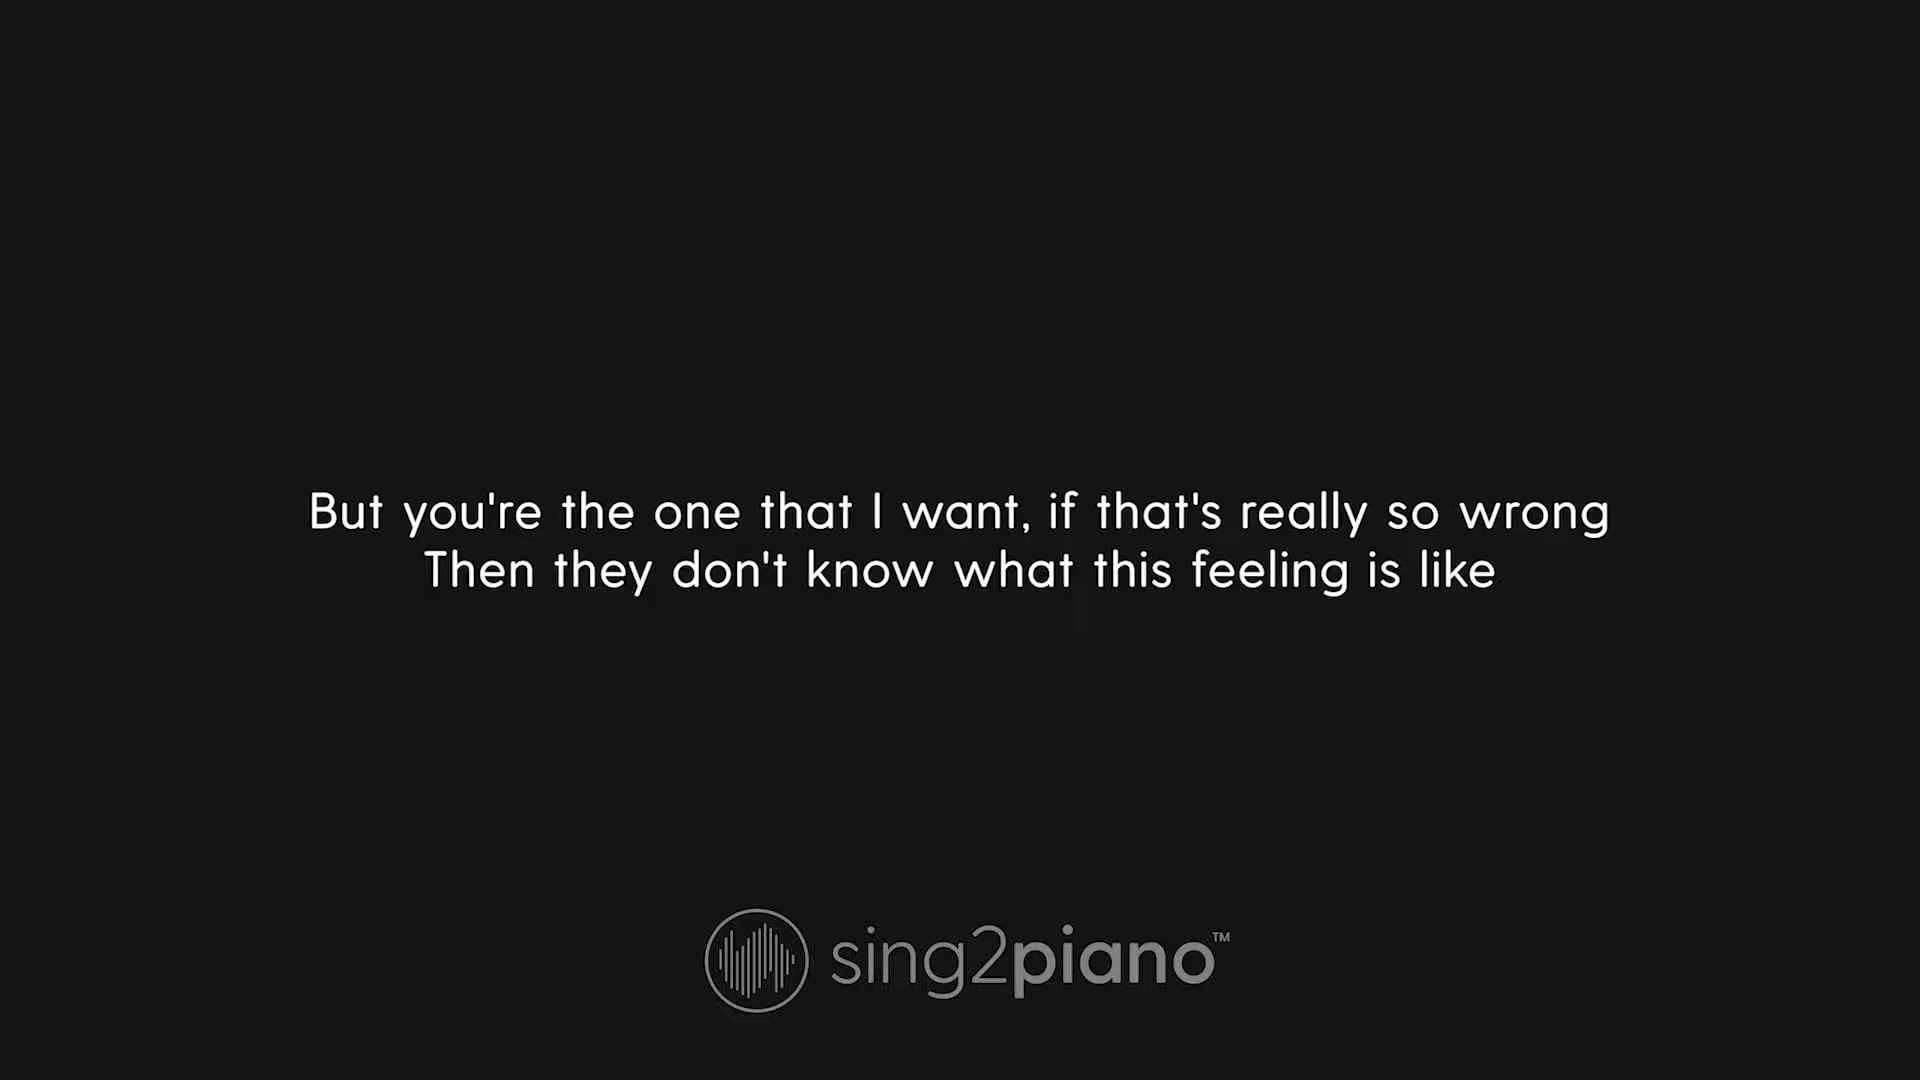 But you're the one that I want, if that's really so wrong
Then they don't know what this feeling is like
sing2piano™